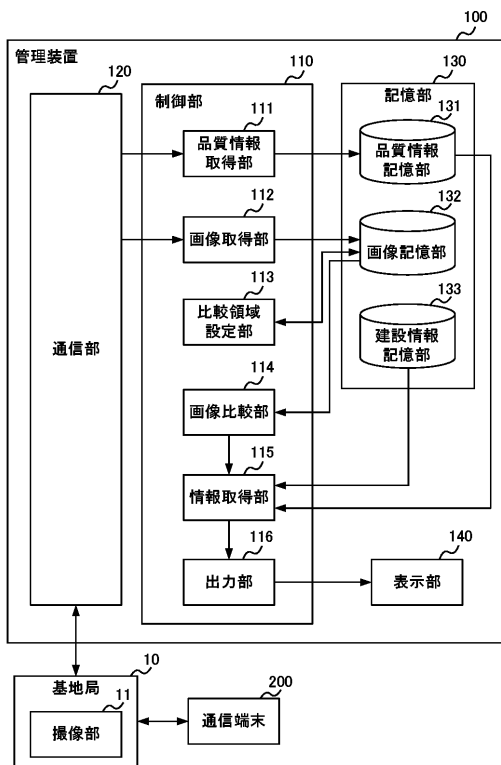 100
管理装置
120
通信部
110
制御部
111
品質情報
取得部
112
画像取得部
113
比較領域
設定部
114
画像比較部
115
情報取得部
116
出力部
130
記憶部
131
品質情報
記憶部
132
画像記憶部
133
建設情報
記憶部
140
表示部
10
基地局
11
撮像部
200
通信端末